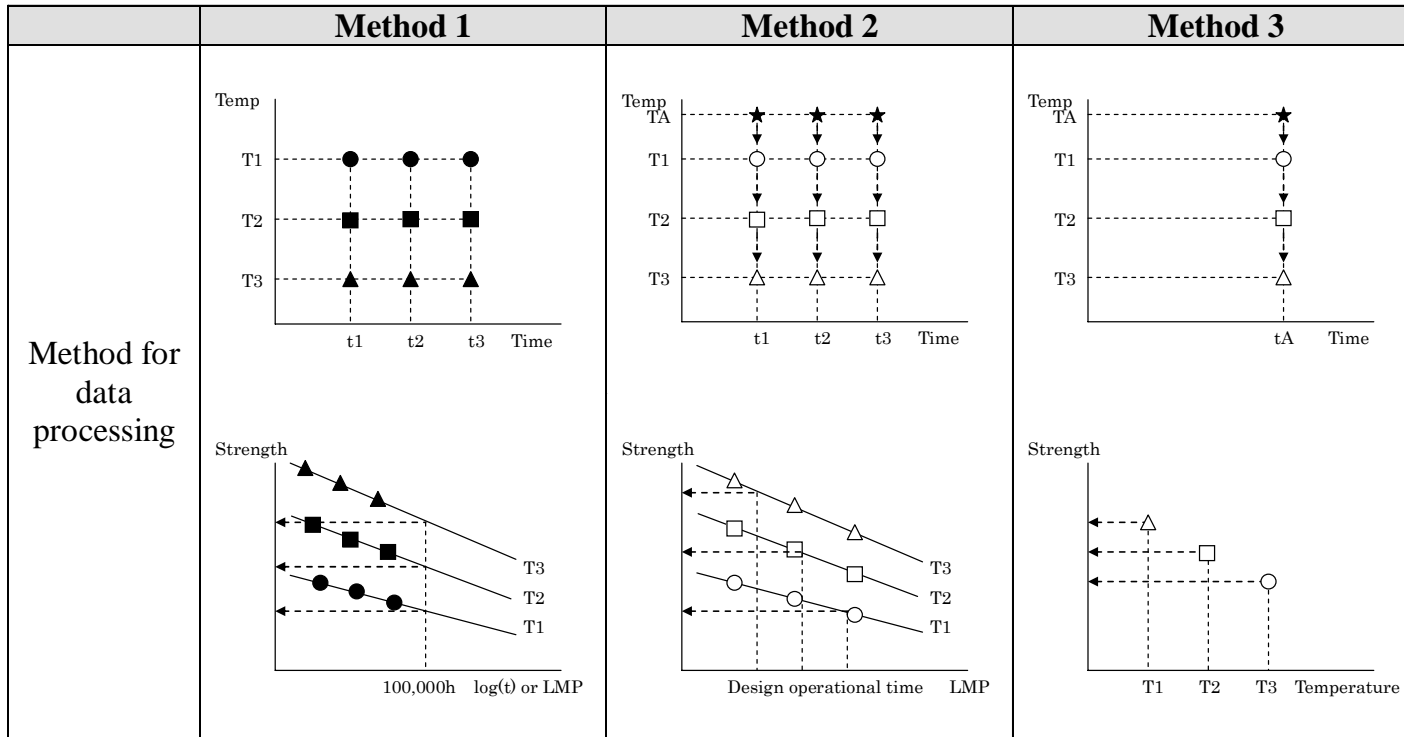 Method 1
Method 2
Method 3
Method for
data
processing
Temp
T1
T2
T3
t1 t2 t3 Time
Temp
TA
T1
T2
T3
t1 t2 t3 Time
Temp
TA
T1
T2
T3
tA Time
Strength
T3
T2
T1
100,000h log(t) or LMP
Strength
T3
T2
T1
Design operational time LMP
Strength
T1 T2 T3 Temperature